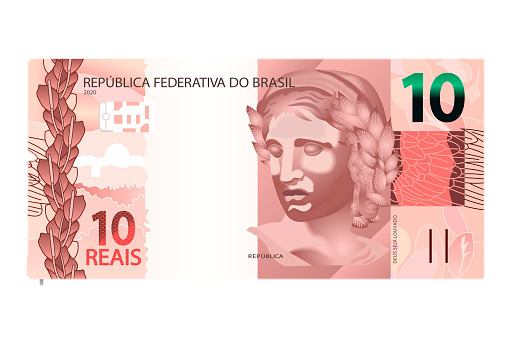 REPÚBLICA FEDERATIVA DO BRASIL
2020
10
10
REAIS
REPÚBLICA
DEUS SEJA LOUVADO